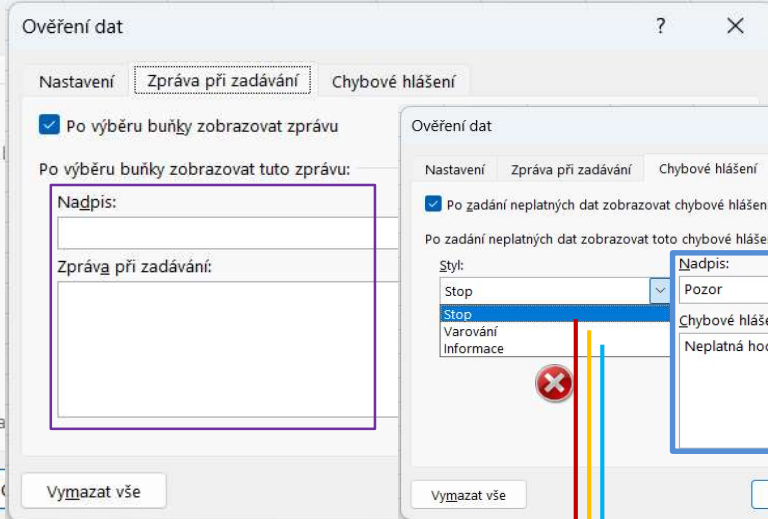 Ověření dat
?
Nastavení
Zpráva při zadávání
Chybové hlášení
Po výběru buňky zobrazovat zprávu
Po výběru buňky zobrazovat tuto zprávu:
Nadpis:
Zpráva při zadávání:
Vymazat vše
Ověření dat
Nastavení
Zpráva při zadávání
Chybové hlášení
Po zadání neplatných dat zobrazovat chybové hlášen
Po zadání neplatných dat zobrazovat toto chybové hláše
Styl:
Stop
Stop
Varování
Informace
Nadpis:
Pozor
Chybové hláše
Neplatná hod
Vymazat vše